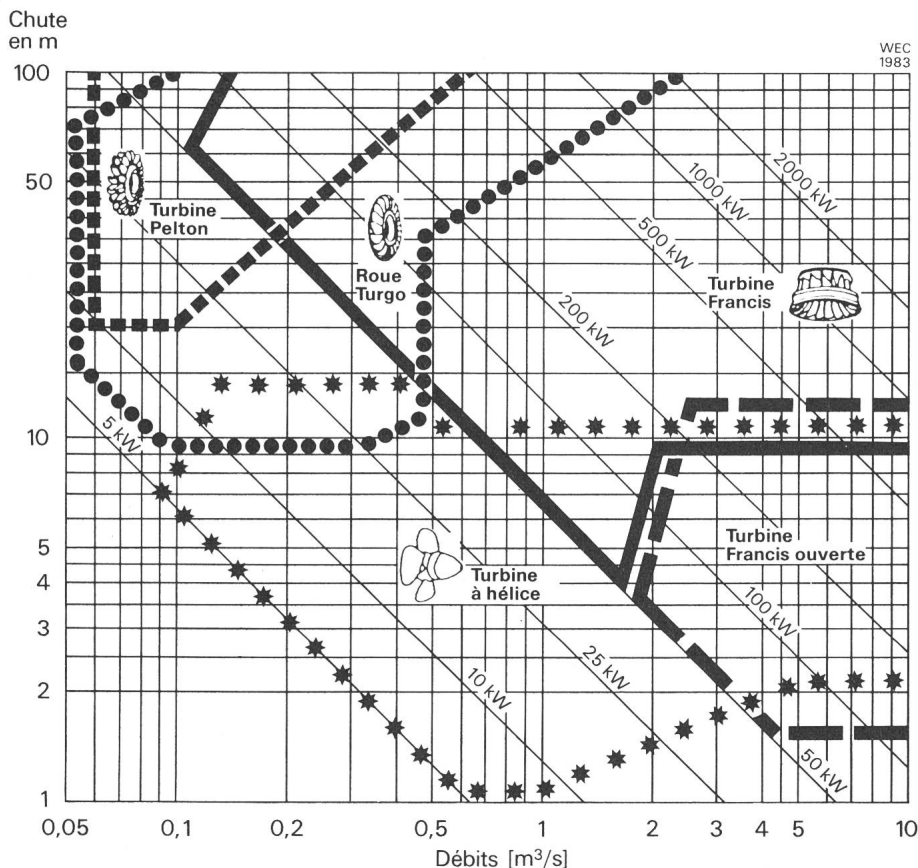 Chute
en m
WEC
1983
100
50
10
5
4
3
2
1
Turbine
Pelton
Roue
Turgo
Turbine
Francis
Turbine
à hélice
Turbine
Francis ouverte
5 kW
10 kW
25 kW
50 kW
100 kW
200 kW
500 kW
1000 kW
2000 kW
0,05
0,1
0,2
0,5
1
2
3
4
5
10
Débits [m³/s]